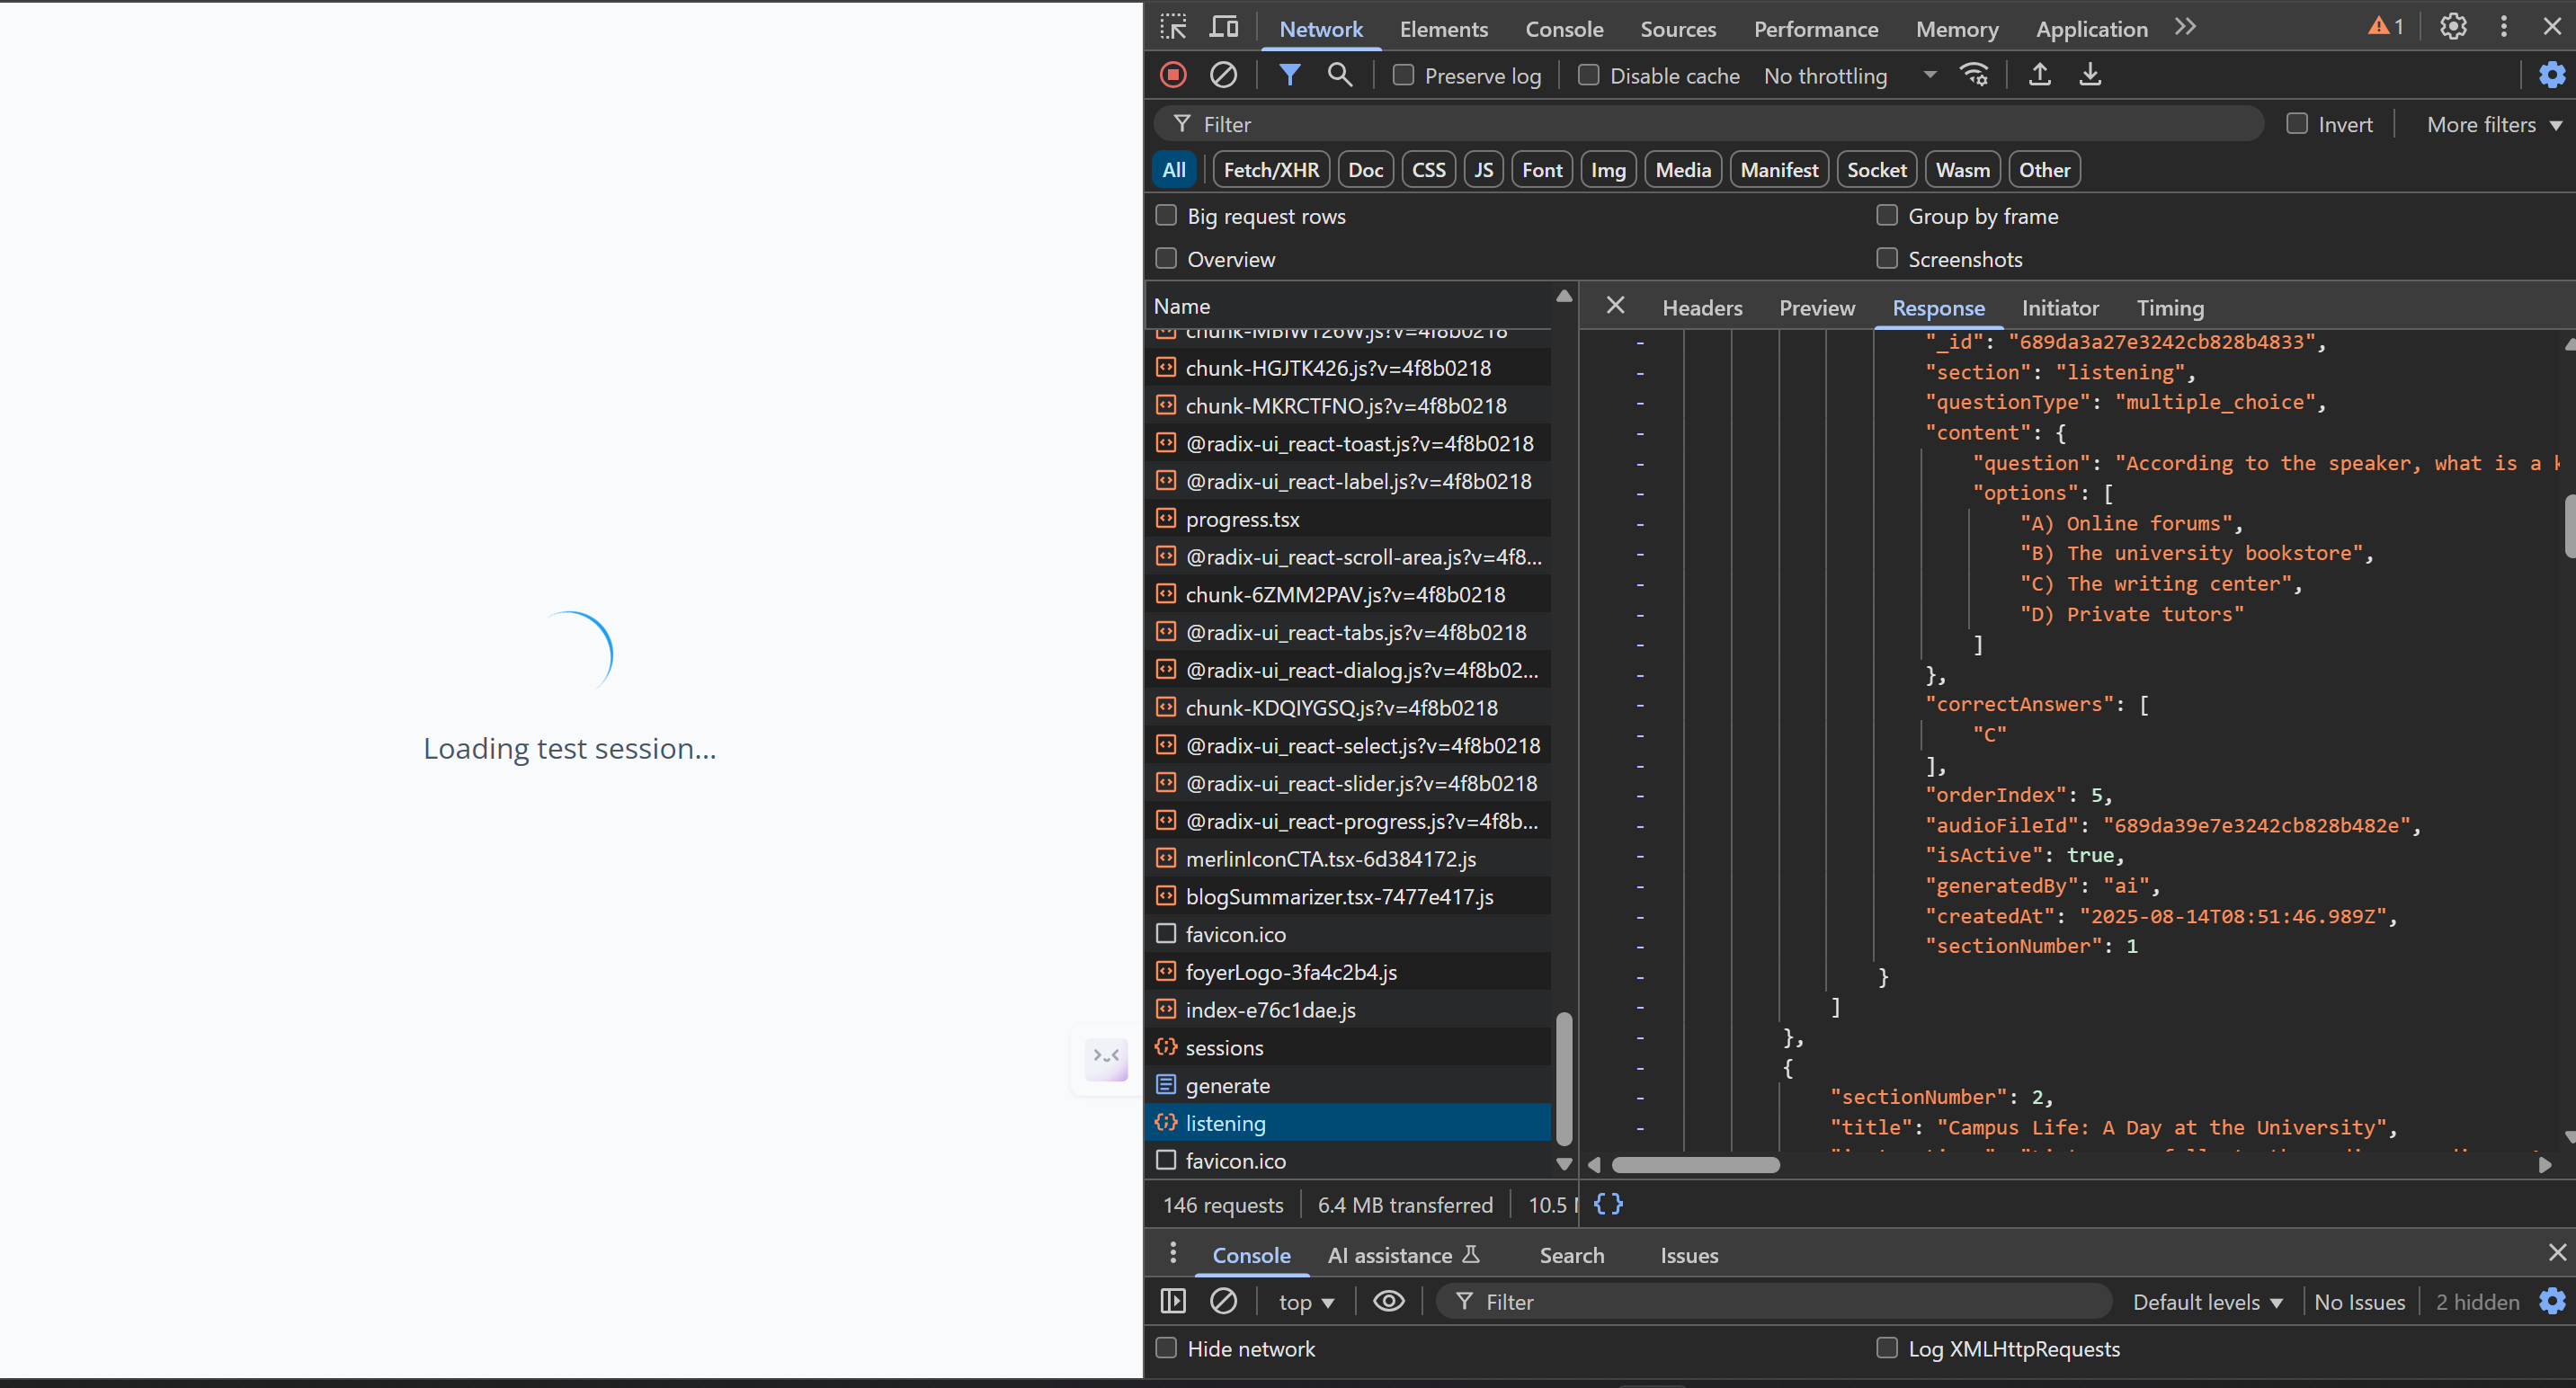 Loading test session...
Network
Elements
Console
Sources
Performance
Memory
Application
1
Preserve log
Disable cache
No throttling
Filter
Invert
More filters
All
Fetch/XHR
Doc
CSS
JS
Font
Img
Media
Manifest
Socket
Wasm
Other
Big request rows
Group by frame
Overview
Screenshots
Name
chunk-HGJTK426.js?v=4f8b0218
chunk-MKRCTFNO.js?v=4f8b0218
@radix-ui_react-toast.js?v=4f8b0218
@radix-ui_react-label.js?v=4f8b0218
progress.tsx
@radix-ui_react-scroll-area.js?v=4f8...
chunk-6ZMM2PAV.js?v=4f8b0218
@radix-ui_react-tabs.js?v=4f8b0218
@radix-ui_react-dialog.js?v=4f8b02...
chunk-KDQIYGSQ.js?v=4f8b0218
@radix-ui_react-select.js?v=4f8b0218
@radix-ui_react-slider.js?v=4f8b0218
@radix-ui_react-progress.js?v=4f8b...
merlinIconCTA.tsx-6d384172.js
blogSummarizer.tsx-7477e417.js
favicon.ico
foyerLogo-3fa4c2b4.js
index-e76c1dae.js
sessions
generate
listening
favicon.ico
146 requests
6.4 MB transferred
10.5
Headers
Preview
Response
Initiator
Timing
"_id": "689da3a27e3242cb828b4833",
"section": "listening",
"questionType": "multiple_choice",
"content": {
"question": "According to the speaker, what is a
"options": [
"A) Online forums",
"B) The university bookstore",
"C) The writing center",
"D) Private tutors"
]
},
"correctAnswers": [
"C"
],
"orderIndex": 5,
"audioFileId": "689da39e7e3242cb828b482e",
"isActive": true,
"generatedBy": "ai",
"createdAt": "2025-08-14T08:51:46.989Z",
"sectionNumber": 1
}
]
},
{
"sectionNumber": 2,
"title": "Campus Life: A Day at the University",
{}
Console
AI assistance
Search
Issues
top
Filter
Default levels
No Issues
2 hidden
Hide network
Log XMLHttpRequests